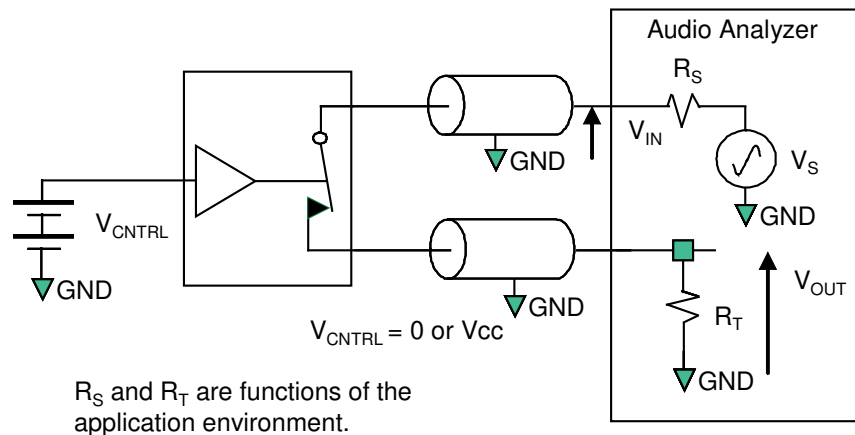 Audio Analyzer
R_S
V_IN
GND
V_S
GND
V_CNTRL
GND
GND
V_OUT
R_T
V_CNTRL = 0 or Vcc
GND
R_S and R_T are functions of the
application environment.